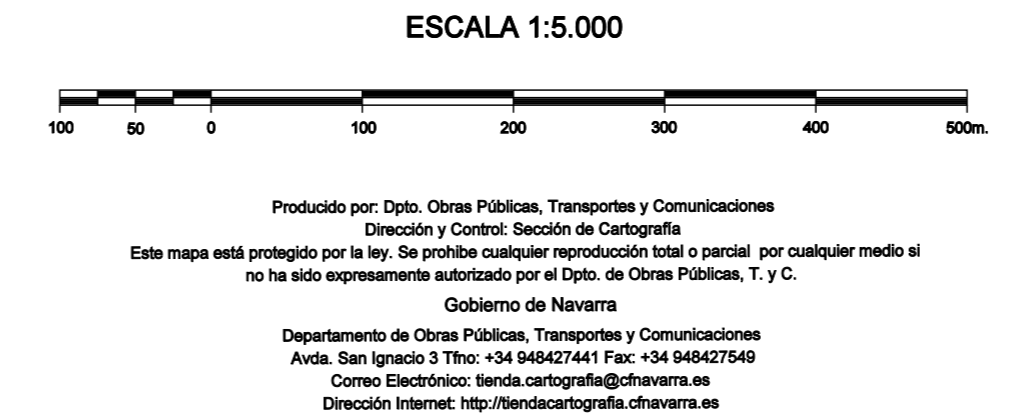 ESCALA 1:5.000
100 50 0 100 200 300 400 500m.
Producido por: Dpto. Obras Públicas, Transportes y Comunicaciones
Dirección y Control: Sección de Cartografía
Este mapa está protegido por la ley. Se prohibe cualquier reproducción total o parcial por cualquier medio si
no ha sido expresamente autorizado por el Dpto. de Obras Públicas, T. y C.
Gobierno de Navarra
Departamento de Obras Públicas, Transportes y Comunicaciones
Avda. San Ignacio 3 Tfno: +34 948427441 Fax: +34 948427549
Correo Electrónico: tienda.cartografia@cfnavarra.es
Dirección Internet: http://tiendacartografia.cfnavarra.es